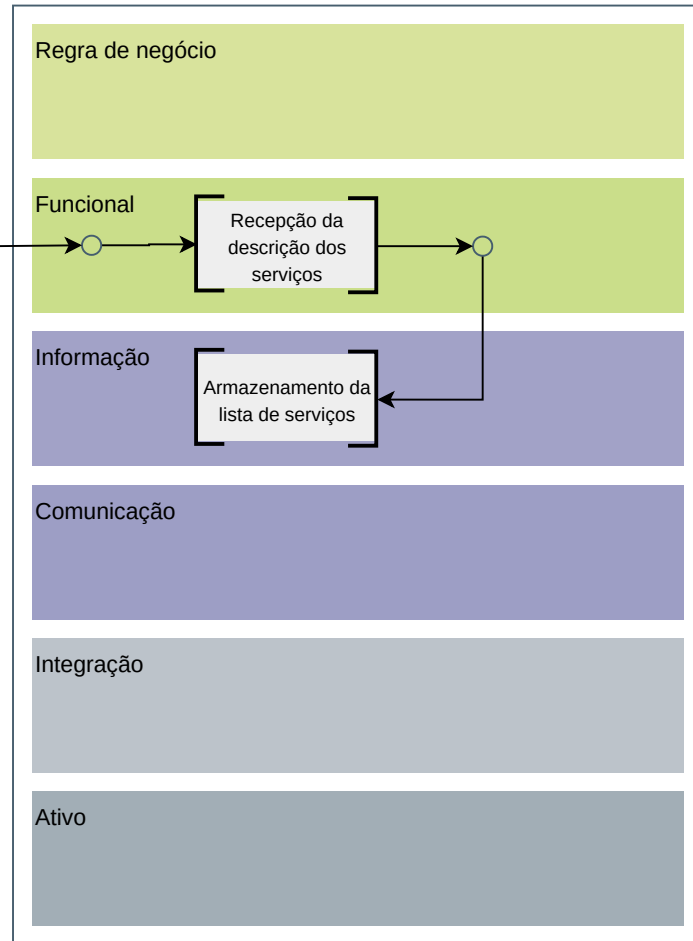 Regra de negócio
Funcional
Recepção da
descrição dos
serviços
Informação
Armazenamento da
lista de serviços
Comunicação
Integração
Ativo